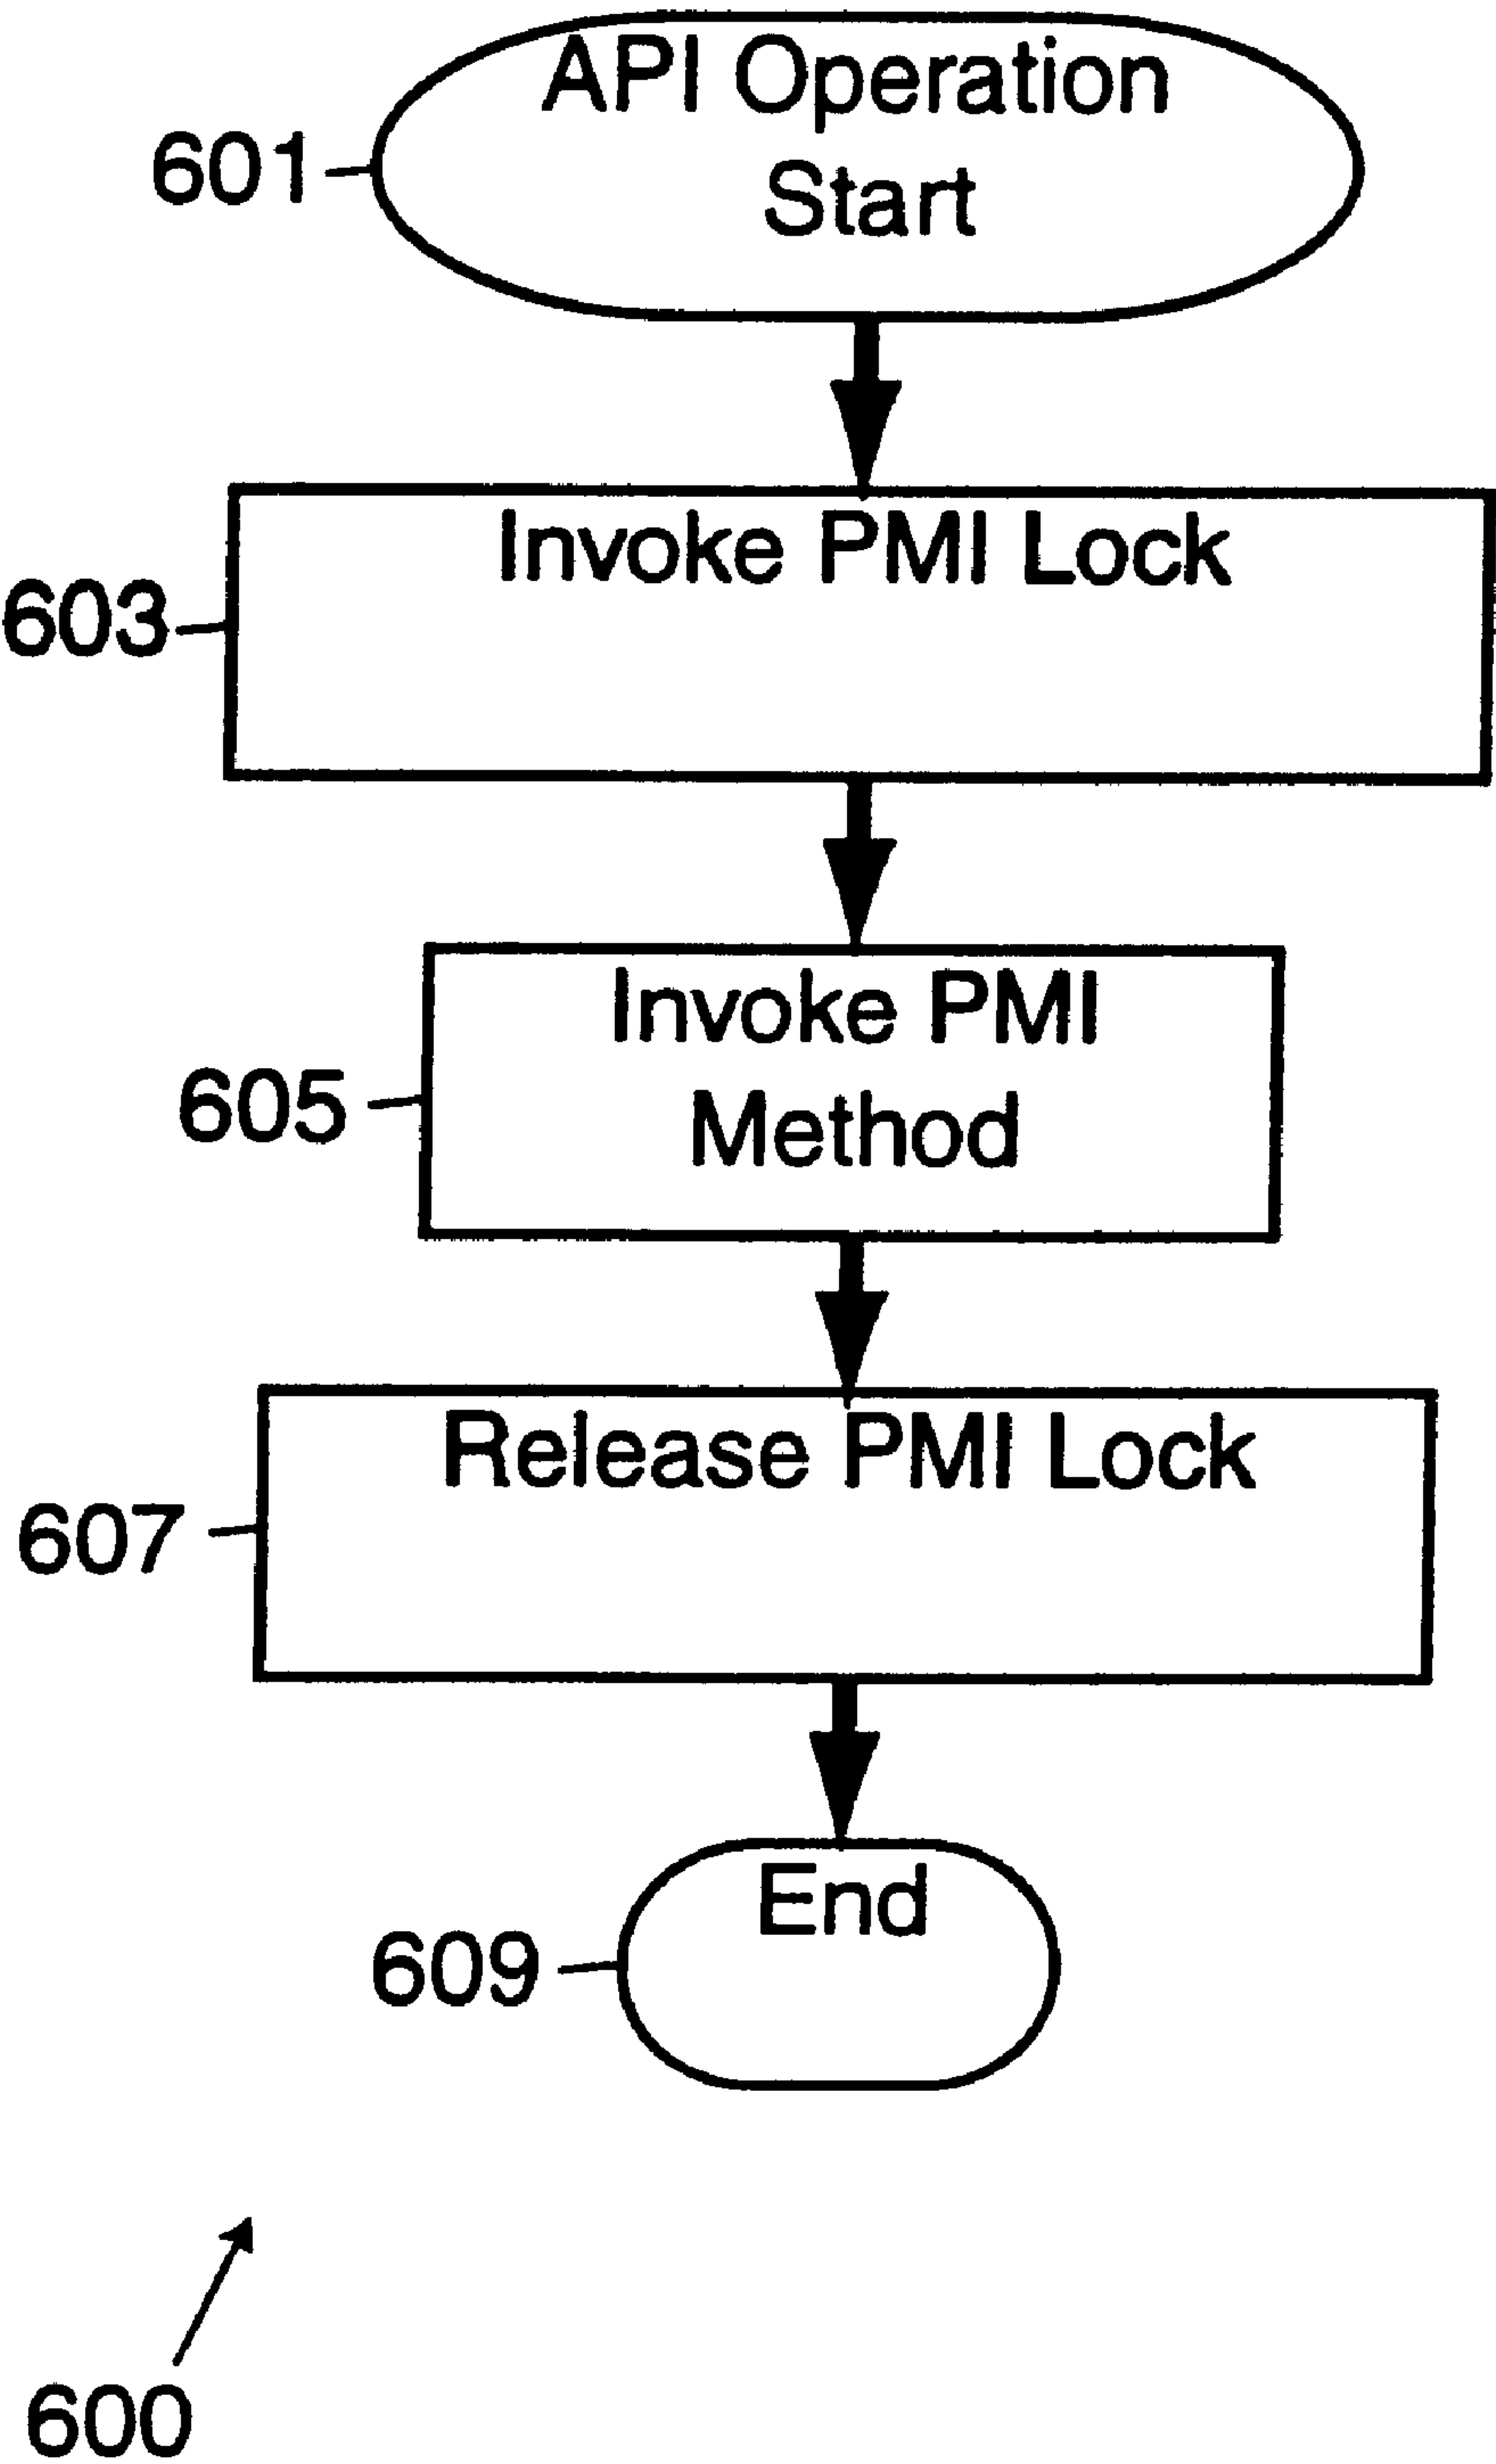 API Operation
Start
601
Invoke PMI Lock
603
Invoke PMI
Method
605
Release PMI Lock
607
End
609
600